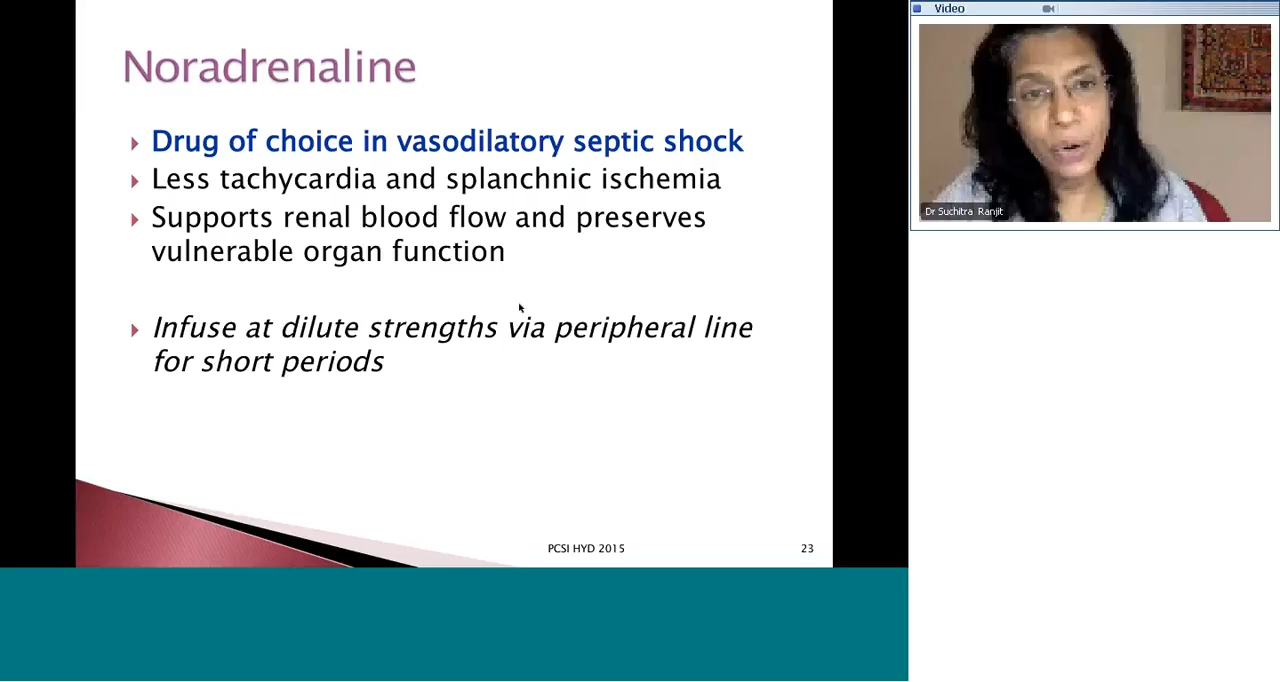 Noradrenaline
Drug of choice in vasodilatory septic shock
Less tachycardia and splanchnic ischemia
Supports renal blood flow and preserves
vulnerable organ function
Infuse at dilute strengths via peripheral line
for short periods
PCSI HYD 2015
23
Video
Dr Suchitra Ranjit